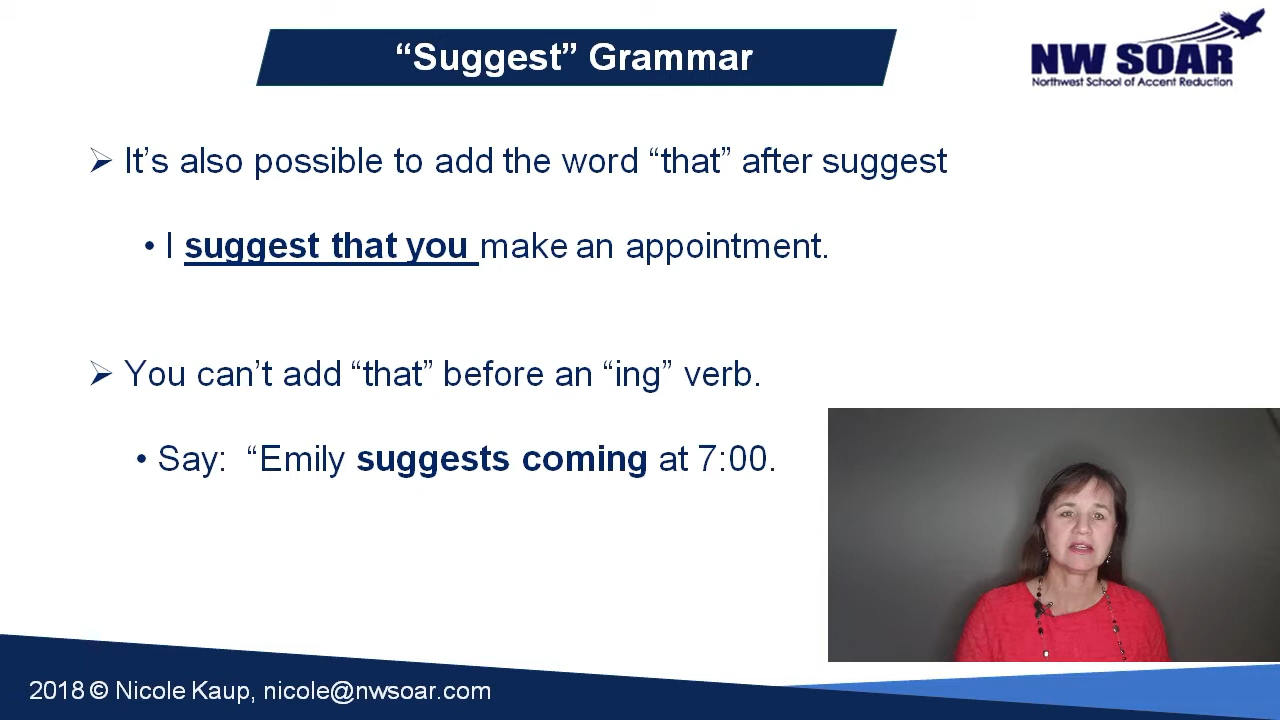 “Suggest” Grammar
NW SOAR
Northwest School of Accent Reduction
➢ It’s also possible to add the word “that” after suggest
• I suggest that you make an appointment.
➢ You can’t add “that” before an “ing” verb.
• Say:  “Emily suggests coming at 7:00.
2018 © Nicole Kaup, nicole@nwsoar.com